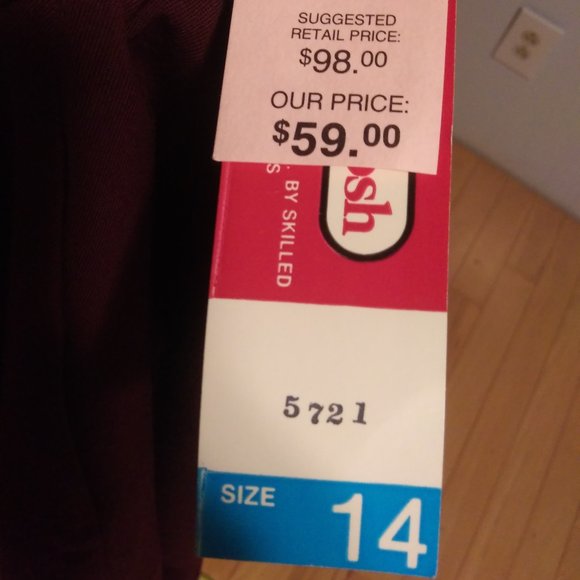 SUGGESTED
RETAIL PRICE:
$98.00
OUR PRICE:
$59.00
BY SKILLED
5721
SIZE 14